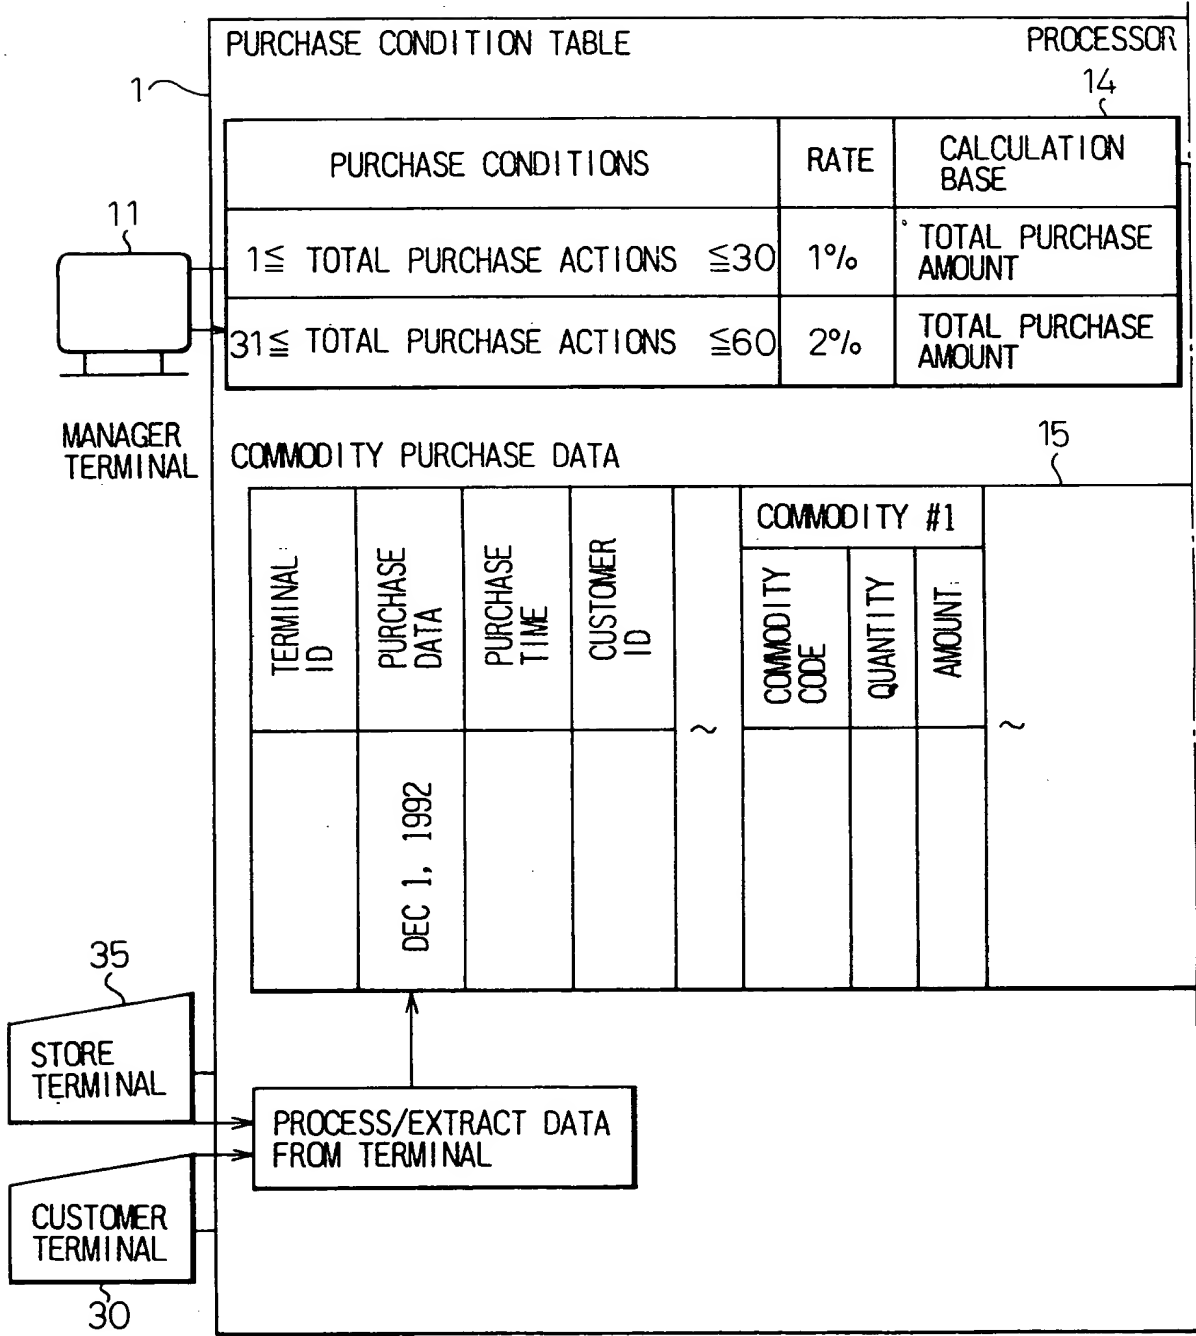 PURCHASE CONDITION TABLE
PROCESSOR
1
14
PURCHASE CONDITIONS
RATE
CALCULATION
BASE
11
1≦ TOTAL PURCHASE ACTIONS ≦30
1%
TOTAL PURCHASE
AMOUNT
31≦ TOTAL PURCHASE ACTIONS ≦60
2%
TOTAL PURCHASE
AMOUNT
MANAGER
TERMINAL
COMMODITY PURCHASE DATA
15
TERMINAL
ID
PURCHASE
DATA
PURCHASE
TIME
CUSTOMER
ID
~
COMMODITY #1
COMMODITY
CODE
QUANTITY
AMOUNT
~
DEC 1, 1992
35
STORE
TERMINAL
PROCESS/EXTRACT DATA
FROM TERMINAL
CUSTOMER
TERMINAL
30